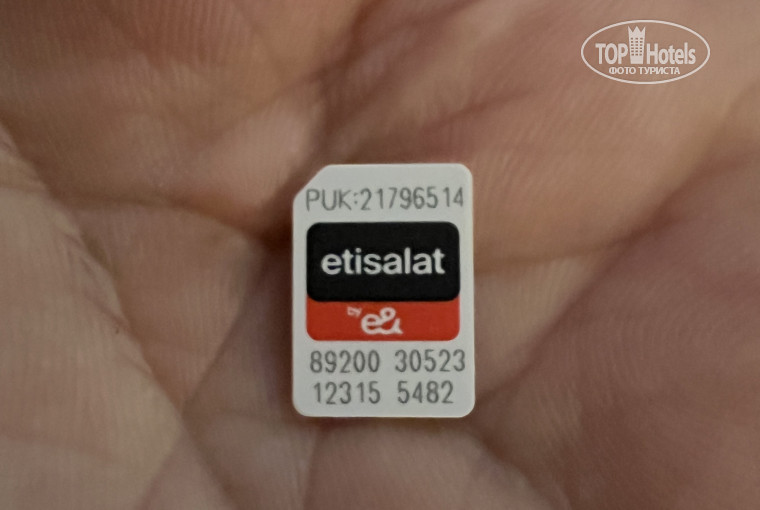 TOP Hotels
ФОТО ТУРИСТА
PUK:21796514
etisalat
by e&
89200 30523
12315 5482